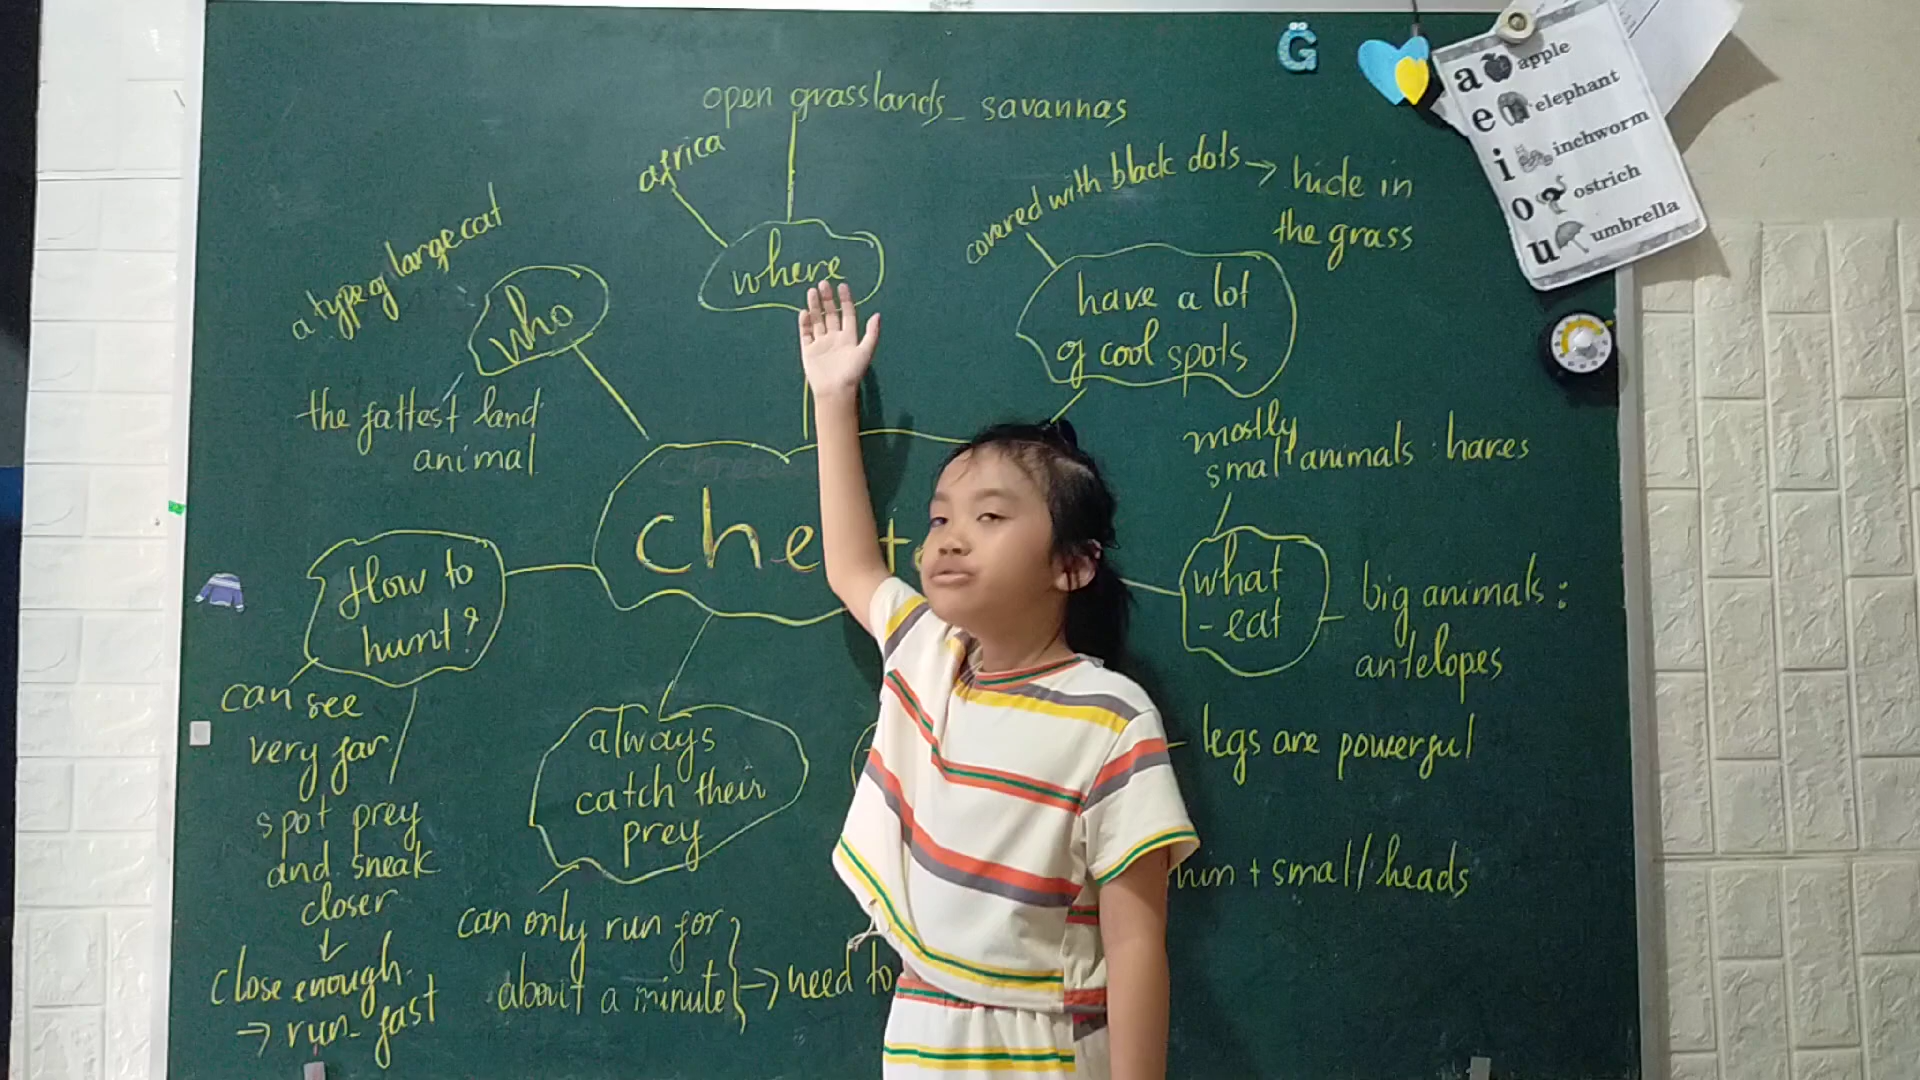 open grasslands_ savannas
africa
where
covered with black dots → hide in
the grass
have a lot
of cool spots
a type of large cat
who
the fattest land
animal
mostly
small animals : hares
what
- eat
big animals :
antelopes
How to
hunt?
can see
very far
spot prey
and sneak
closer
↓
close enough
→ run fast
always
catch their
prey
can only run for
about a minute
→ need to
legs are powerful
+ small heads
G
a apple
e elephant
i inchworm
o ostrich
u umbrella